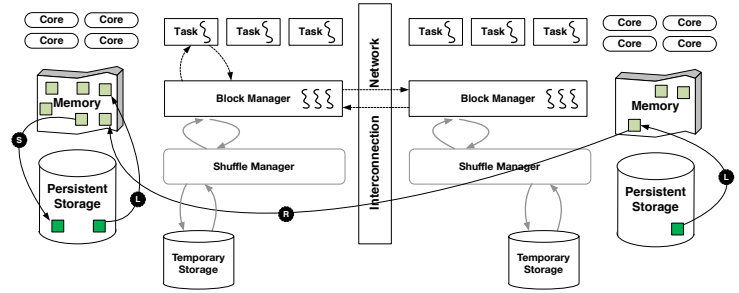 Core Core
Core Core
Task Task Task
Task Task Task
Core Core
Core Core
Memory
Block Manager
Interconnection Network
Block Manager
Memory
S
Shuffle Manager
Shuffle Manager
Persistent
Storage
L
R
Persistent
Storage
L
Temporary
Storage
Temporary
Storage